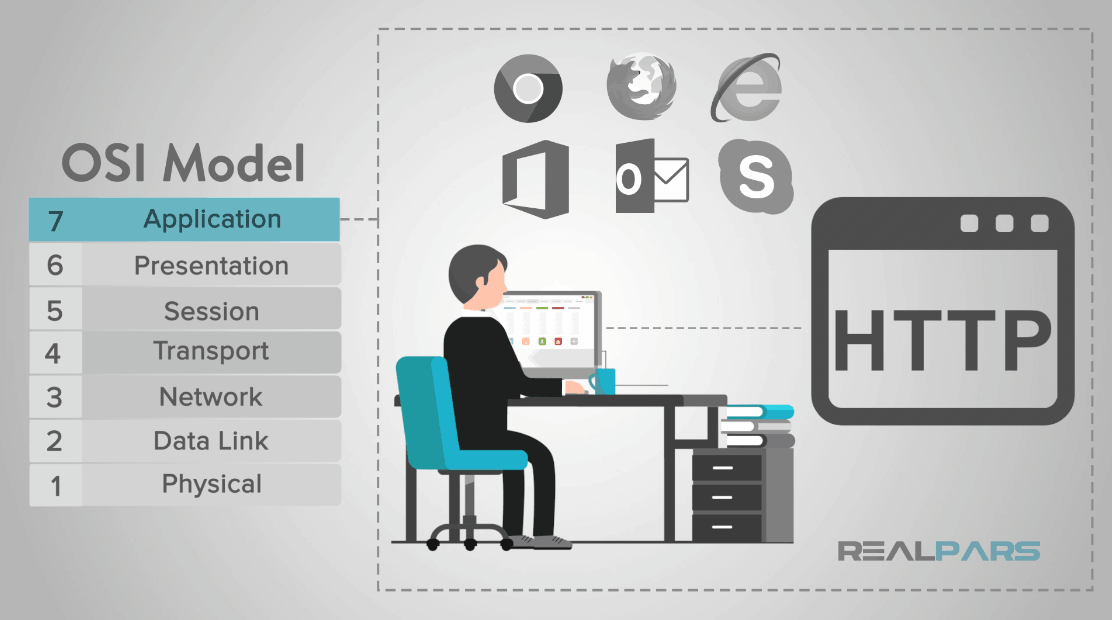 OSI Model
7 Application
6 Presentation
5 Session
4 Transport
3 Network
2 Data Link
1 Physical
O
S
HTTP
REALPARS